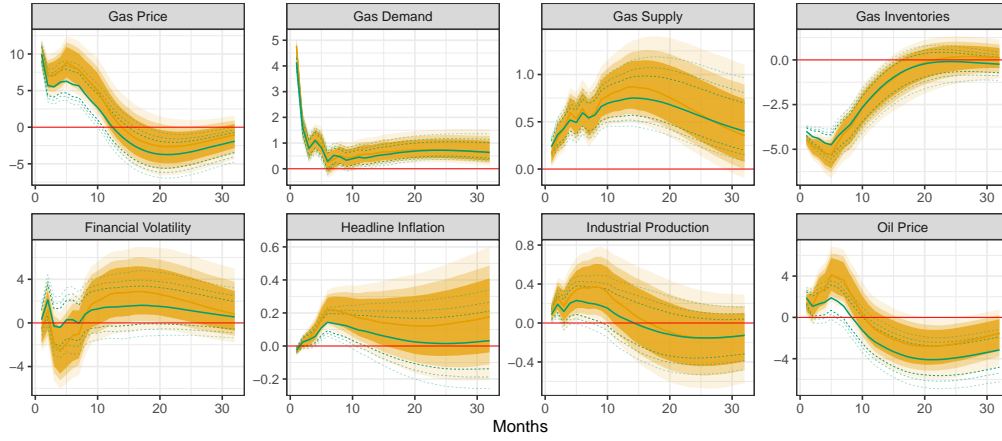 Gas Price Gas Demand Gas Supply Gas Inventories
10
5
0
−5
0 10 20 30
5
4
3
2
1
0
0 10 20 30
1.0
0.5
0.0
0 10 20 30
0.0
−2.5
−5.0
0 10 20 30
Financial Volatility Headline Inflation Industrial Production Oil Price
4
0
−4
0 10 20 30
0.6
0.4
0.2
0.0
−0.2
0 10 20 30
0.8
0.4
0.0
−0.4
0 10 20 30
4
0
−4
0 10 20 30
Months